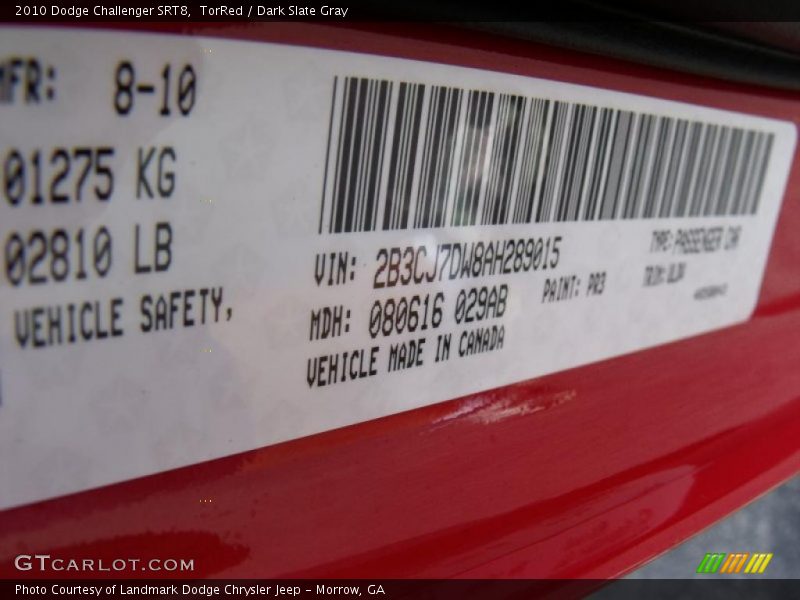 2010 Dodge Challenger SRT8, TorRed / Dark Slate Gray
MFR: 8-10
01275 KG
02810 LB
VEHICLE SAFETY,
VIN: 2B3CJ7DW8AH289015
TYPE: PASSENGER CAR
MDH: 080616 029AB
PAINT: PR3
TRIM:
VEHICLE MADE IN CANADA
GTCARLOT.COM
Photo Courtesy of Landmark Dodge Chrysler Jeep - Morrow, GA